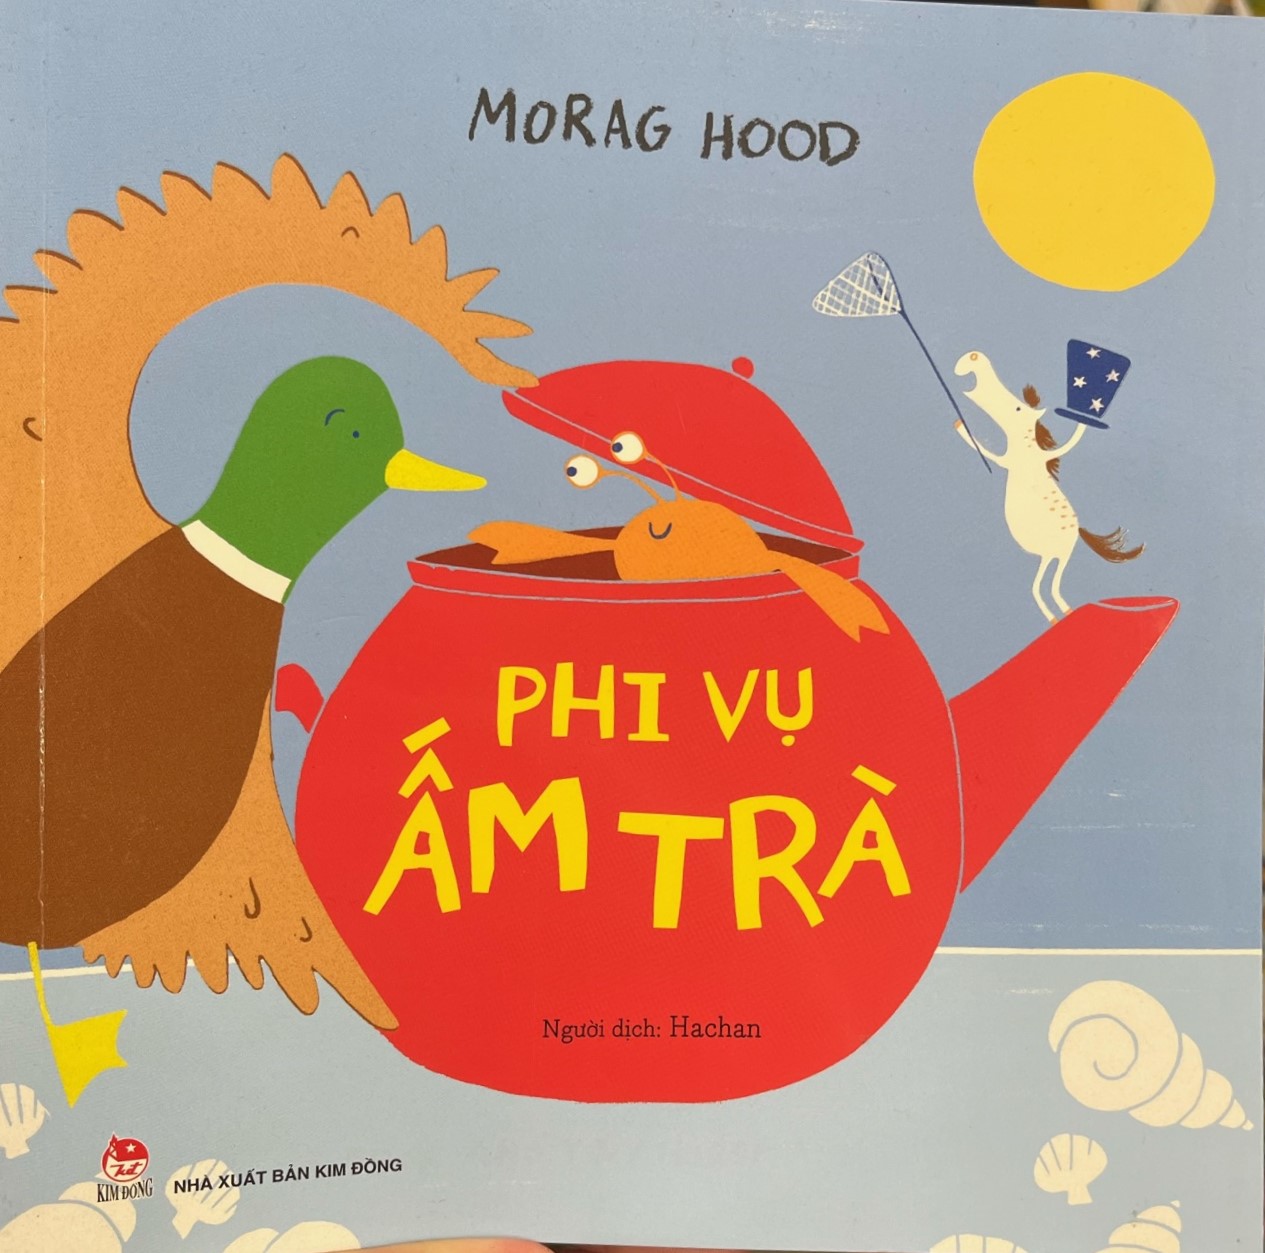 MORAG HOOD
PHI VỤ
ẤM TRÀ
Người dịch: Hachan
KIM ĐỒNG
NHÀ XUẤT BẢN KIM ĐỒNG